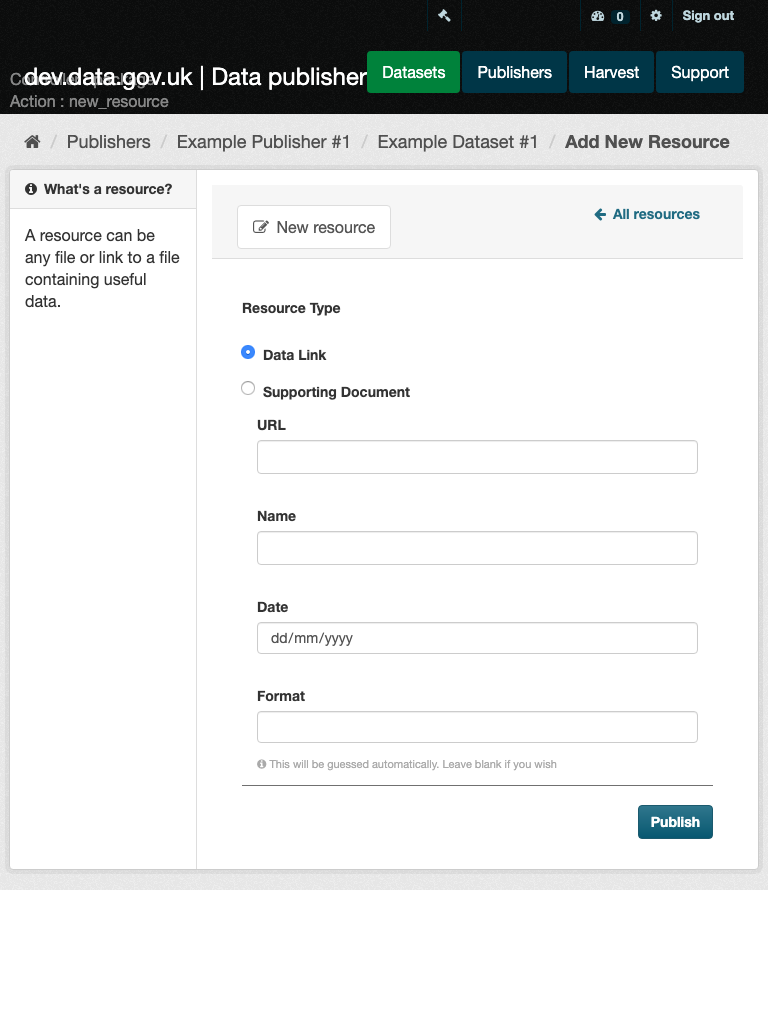 0
Sign out
Controller : package
dev.data.gov.uk | Data publisher
Datasets
Publishers
Harvest
Support
Action : new_resource
/ Publishers / Example Publisher #1 / Example Dataset #1 / Add New Resource
What's a resource?
A resource can be
any file or link to a file
containing useful
data.
New resource
All resources
Resource Type
Data Link
Supporting Document
URL
Name
Date
dd/mm/yyyy
Format
This will be guessed automatically. Leave blank if you wish
Publish